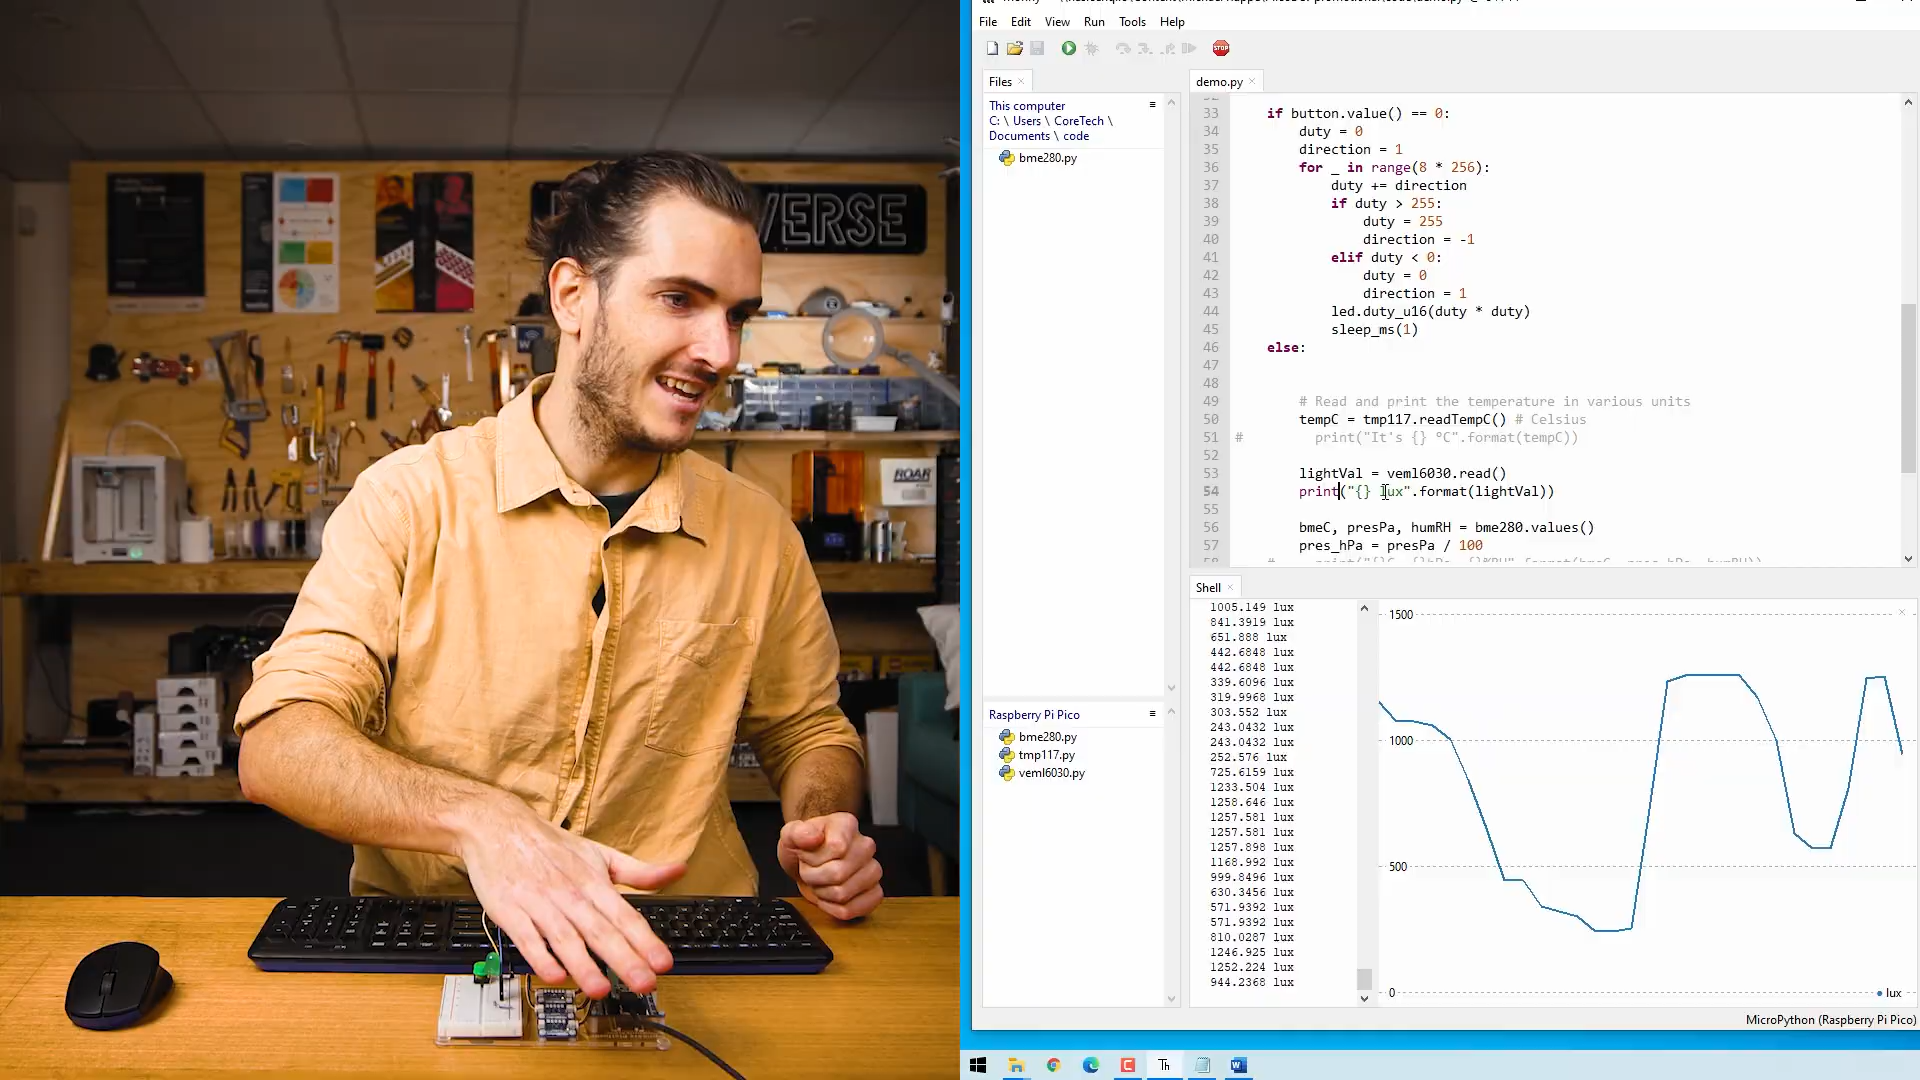 VERSE
ROAR
File Edit View Run Tools Help
STOP
Files
This computer
C: \ Users \ CoreTech \
Documents \ code
bme280.py
Raspberry Pi Pico
bme280.py
tmp117.py
veml6030.py
demo.py
33 if button.value() == 0:
34 duty = 0
35 direction = 1
36 for _ in range(8 * 256):
37 duty += direction
38 if duty > 255:
39 duty = 255
40 direction = -1
41 elif duty < 0:
42 duty = 0
43 direction = 1
44 led.duty_u16(duty * duty)
45 sleep_ms(1)
46 else:
47
48
49 # Read and print the temperature in various units
50 tempC = tmp117.readTempC() # Celsius
51 # print("It's {} °C".format(tempC))
52
53 lightVal = veml6030.read()
54 print("{} lux".format(lightVal))
55
56 bmeC, presPa, humRH = bme280.values()
57 pres_hPa = presPa / 100
Shell
1005.149 lux
841.3919 lux
651.888 lux
442.6848 lux
442.6848 lux
339.6096 lux
319.9968 lux
303.552 lux
243.0432 lux
243.0432 lux
252.576 lux
725.6159 lux
1233.504 lux
1258.646 lux
1257.581 lux
1257.581 lux
1257.898 lux
1168.992 lux
999.8496 lux
630.3456 lux
571.9392 lux
571.9392 lux
810.0287 lux
1246.925 lux
1252.224 lux
944.2368 lux
1500
1000
500
0
lux
MicroPython (Raspberry Pi Pico)
Th